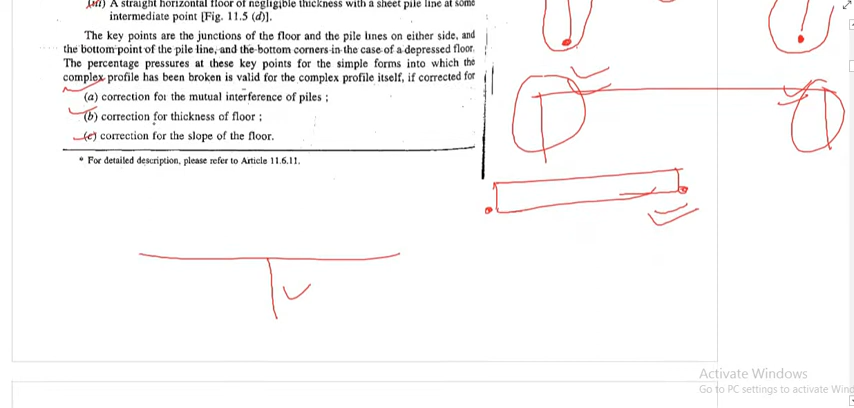 (iii) A straight horizontal floor of negligible thickness with a sheet pile line at some
intermediate point [Fig. 11.5 (d)].
The key points are the junctions of the floor and the pile lines on either side, and
the bottom point of the pile line, and the bottom corners in the case of a depressed floor.
The percentage pressures at these key points for the simple forms into which the
complex profile has been broken is valid for the complex profile itself, if corrected for
(a) correction for the mutual interference of piles ;
(b) correction for thickness of floor ;
(c) correction for the slope of the floor.
* For detailed description, please refer to Article 11.6.11.
Activate Windows
Go to PC settings to activate Wind